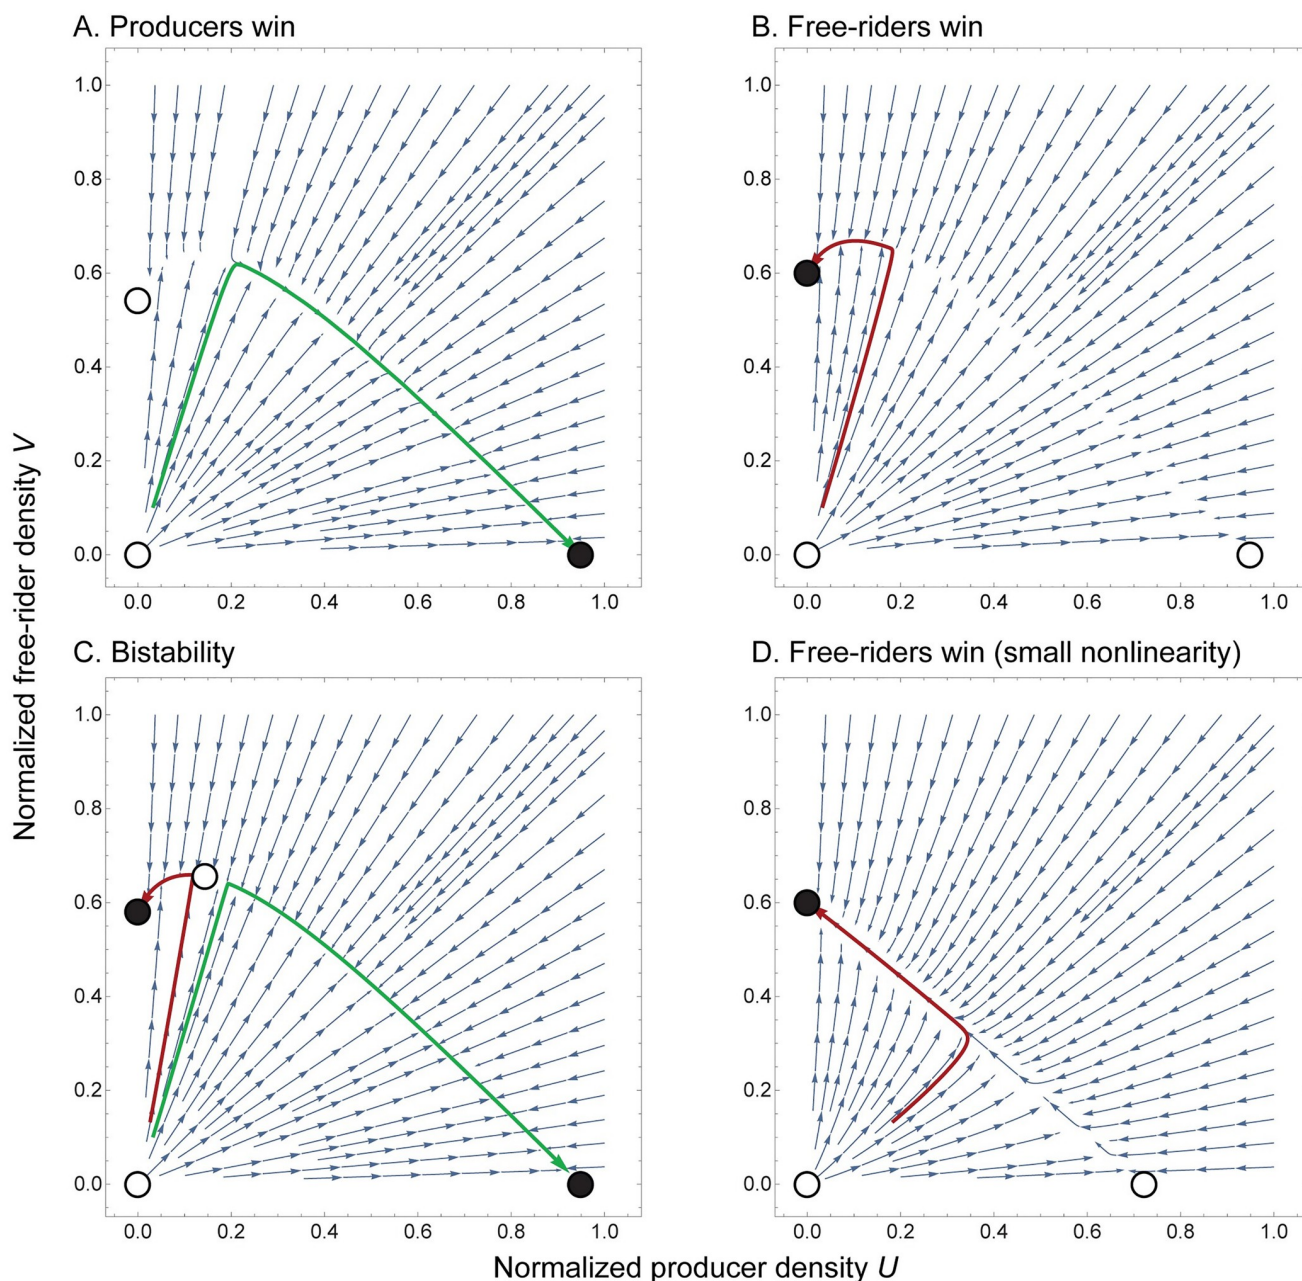 A. Producers win
B. Free-riders win
1.0
0.8
0.6
0.4
0.2
0.0
0.0 0.2 0.4 0.6 0.8 1.0
1.0
0.8
0.6
0.4
0.2
0.0
0.0 0.2 0.4 0.6 0.8 1.0
C. Bistability
D. Free-riders win (small nonlinearity)
1.0
0.8
0.6
0.4
0.2
0.0
0.0 0.2 0.4 0.6 0.8 1.0
1.0
0.8
0.6
0.4
0.2
0.0
0.0 0.2 0.4 0.6 0.8 1.0
Normalized free-rider density V
Normalized producer density U